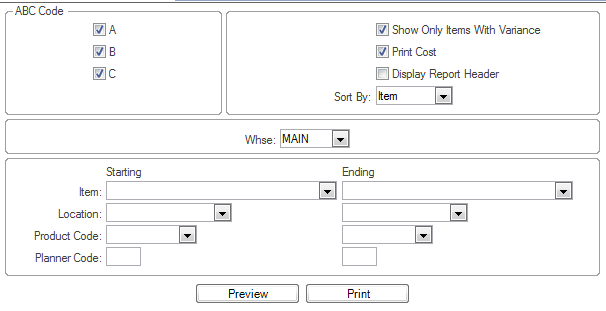 ABC Code
A
B
C
Show Only Items With Variance
Print Cost
Display Report Header
Sort By: Item
Whse: MAIN
Starting Ending
Item:
Location:
Product Code:
Planner Code:
Preview Print